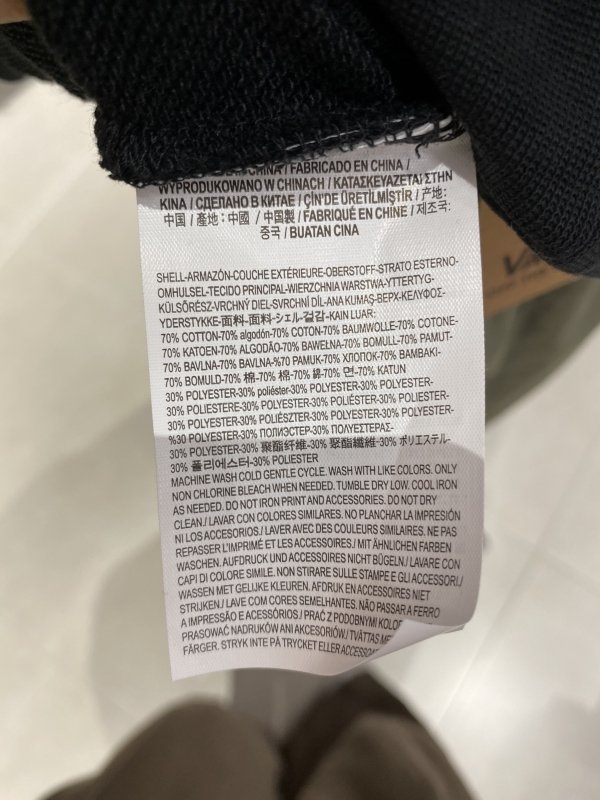 CHINA / FABRICADO EN CHINA /
WYPRODUKOWANO W CHINACH / ΚΑΤΑΣΚΕΥΑΖΕΤΑΙ ΣΤΗΝ
ΚΙΝΑ / СДЕЛАНО В КИТАЕ / ÇİN'DE ÜRETİLMİŞTİR / 产地:
中国 / 產地: 中國 / 中国製 / FABRIQUÉ EN CHINE / 제조국:
중국 / BUATAN CINA
SHELL-ARMAZÓN-COUCHE EXTÉRIEURE-OBERSTOFF-STRATO ESTERNO-
OMHULSEL-TECIDO PRINCIPAL-WIERZCHNIA WARSTWA-YTTERTYG-
KÜLSŐRÉSZ-VRCHNÝ DIEL-SVRCHNÍ DÍL-ANA KUMAŞ-ВЕРХ-ΚΕΛΥΦΟΣ-
YDERSTYKKE-面料-面料-シェル-겉감-KAIN LUAR:
70% COTTON-70% algodón-70% COTON-70% BAUMWOLLE-70% COTONE-
70% KATOEN-70% ALGODÃO-70% BAWEŁNA-70% BOMULL-70% PAMUT-
70% BAVLNA-70% BAVLNA-%70 PAMUK-70% ХЛОПОК-70% ΒΑΜΒΑΚΙ-
70% BOMULD-70% 棉-70% 棉-70% 綿-70% 면-70% KATUN
30% POLYESTER-30% poliéster-30% POLYESTER-30% POLYESTER-
30% POLIESTERE-30% POLYESTER-30% POLIÉSTER-30% POLIESTER-
30% POLYESTER-30% POLIÉSZTER-30% POLYESTER-30% POLYESTER-
%30 POLYESTER-30% ПОЛИЭСТЕР-30% ΠΟΛΥΕΣΤΕΡΑΣ-
30% POLYESTER-30% 聚酯纤维-30% 聚酯纖維-30% ポリエステル-
30% 폴리에스터-30% POLIESTER
MACHINE WASH COLD GENTLE CYCLE. WASH WITH LIKE COLORS. ONLY
NON CHLORINE BLEACH WHEN NEEDED. TUMBLE DRY LOW. COOL IRON
AS NEEDED. DO NOT IRON PRINT AND ACCESSORIES. DO NOT DRY
CLEAN./ LAVAR CON COLORES SIMILARES. NO PLANCHAR LA IMPRESIÓN
NI LOS ACCESORIOS./ LAVER AVEC DES COULEURS SIMILAIRES. NE PAS
REPASSER L'IMPRIMÉ ET LES ACCESSOIRES./ MIT ÄHNLICHEN FARBEN
WASCHEN. AUFDRUCK UND ACCESSOIRES NICHT BÜGELN./ LAVARE CON
CAPI DI COLORE SIMILE. NON STIRARE SULLE STAMPE E GLI ACCESSORI./
WASSEN MET GELIJKE KLEUREN. AFDRUK EN ACCESSOIRES NIET
STRIJKEN./ LAVE COM CORES SEMELHANTES. NÃO PASSAR A FERRO
A IMPRESSÃO E ACESSÓRIOS./ PRAĆ Z PODOBNYMI
PRASOWAĆ NADRUKÓW ANI AKCESORIÓW./ TVÄTTAS
FÄRGER. STRYK INTE PÅ TRYCKET ELLER